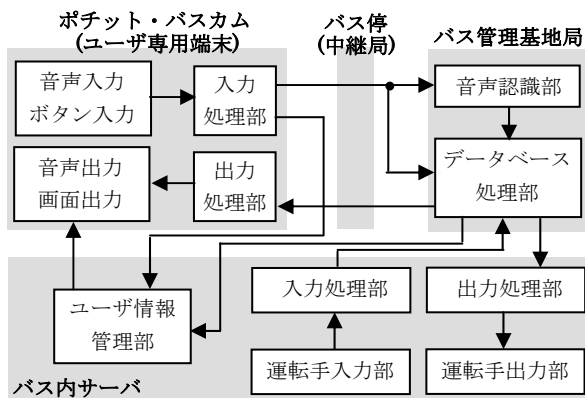 ポチット・バスカム
(ユーザ専用端末)
バス停
(中継局)
バス管理基地局
音声入力
ボタン入力
入力
処理部
音声認識部
音声出力
画面出力
出力
処理部
データベース
処理部
ユーザ情報
管理部
入力処理部
出力処理部
運転手入力部
運転手出力部
バス内サーバ